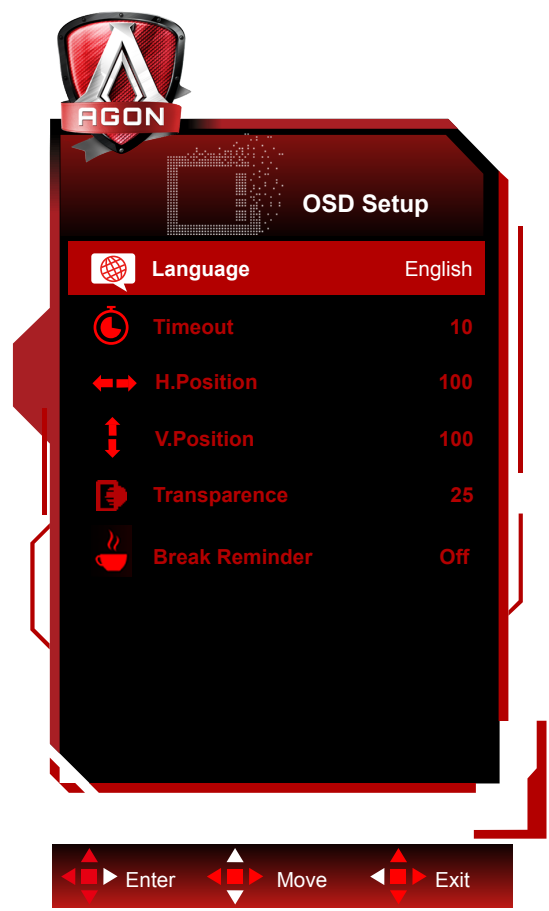 AGON
OSD Setup
Language English
Timeout 10
H.Position 100
V.Position 100
Transparence 25
Break Reminder Off
Enter Move Exit